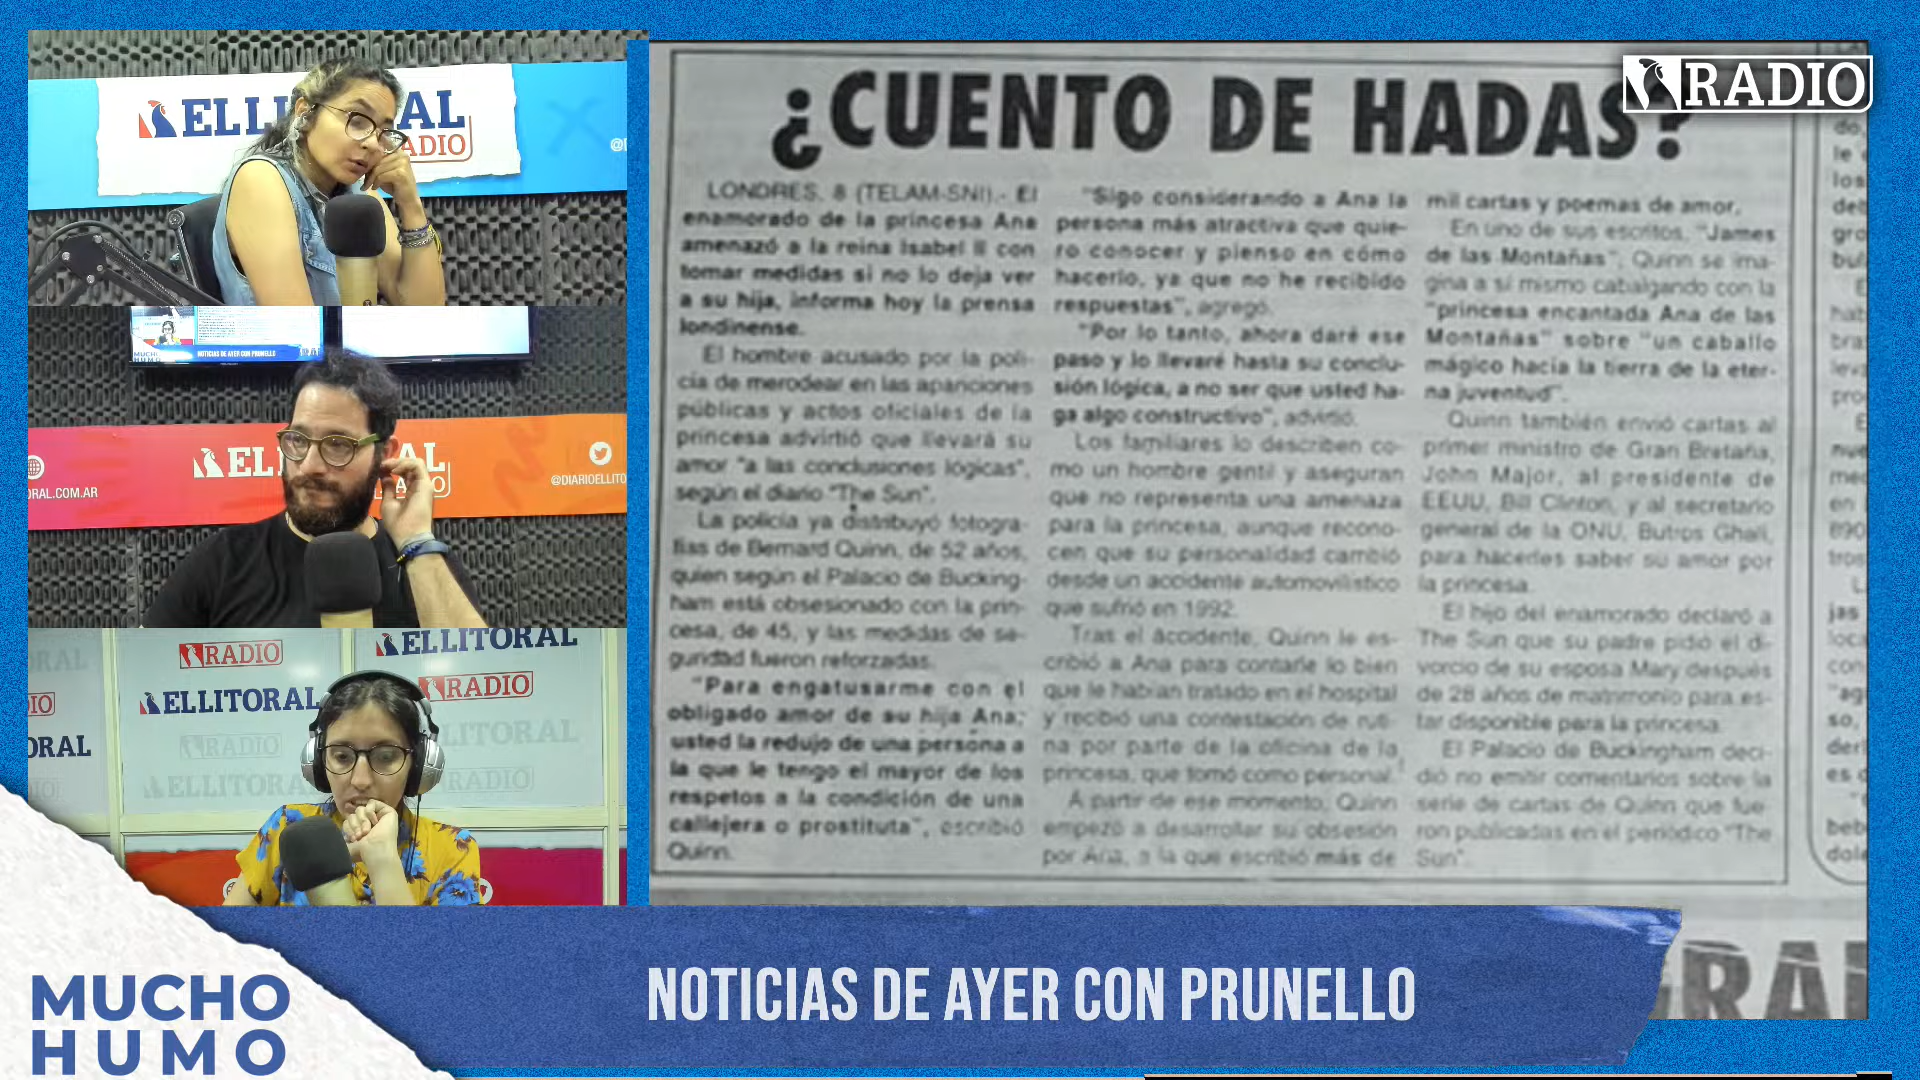 ELLITORAL
RADIO
ORAL.COM.AR
@DIARIOELLITO
RADIO
ELLITORAL
ELLITORAL
RADIO
RADIO
ELLITORAL
RADIO
¿CUENTO DE HADAS?
LONDRES, 8 (TELAM-SNI).- El
enamorado de la princesa Ana
amenazó a la reina Isabel II con
tomar medidas si no lo deja ver
a su hija, informa hoy la prensa
londinense.
El hombre acusado por la poli-
cía de merodear en las apariciones
públicas y actos oficiales de la
princesa advirtió que llevará su
amor "a las conclusiones lógicas",
según el diario "The Sun".
La policía ya distribuyó fotogra-
fías de Bernard Quinn, de 52 años,
quien según el Palacio de Bucking-
ham está obsesionado con la prin-
cesa, de 45, y las medidas de se-
guridad fueron reforzadas.
"Para engatusarme con el
obligado amor de su hija Ana,
usted la redujo de una persona a
la que le tengo el mayor de los
respetos a la condición de una
callejera o prostituta", escribió
Quinn.
"Sigo considerando a Ana la
persona más atractiva que quie-
ro conocer y pienso en cómo
hacerlo, ya que no he recibido
respuestas", agregó.
"Por lo tanto, ahora daré ese
paso y lo llevaré hasta su conclu-
sión lógica, a no ser que usted ha-
ga algo constructivo", advirtió.
Los familiares lo describen co-
mo un hombre gentil y aseguran
que no representa una amenaza
para la princesa, aunque recono-
cen que su personalidad cambió
desde un accidente automovilístico
que sufrió en 1992.
Tras el accidente, Quinn le es-
cribió a Ana para contarle lo bien
que le habían tratado en el hospital
y recibió una contestación de ruti-
na por parte de la oficina de la
princesa, que tomó como personal.
A partir de ese momento, Quinn
empezó a desarrollar su obsesión
por Ana, a la que escribió más de
mil cartas y poemas de amor.
En uno de sus escritos, "James
de las Montañas", Quinn se ima-
gina a sí mismo cabalgando con la
"princesa encantada Ana de las
Montañas" sobre "un caballo
mágico hacia la tierra de la eter-
na juventud".
Quinn también envió cartas al
primer ministro de Gran Bretaña,
John Major, al presidente de
EEUU, Bill Clinton, y al secretario
general de la ONU, Butros Ghali,
para hacerles saber su amor por
la princesa.
El hijo del enamorado declaró a
The Sun que su padre pidió el di-
vorcio de su esposa Mary después
de 28 años de matrimonio para es-
tar disponible para la princesa.
El Palacio de Buckingham deci-
dió no emitir comentarios sobre la
serie de cartas de Quinn que fue-
ron publicadas en el periódico "The
Sun".
NOTICIAS DE AYER CON PRUNELLO
MUCHO
HUMO